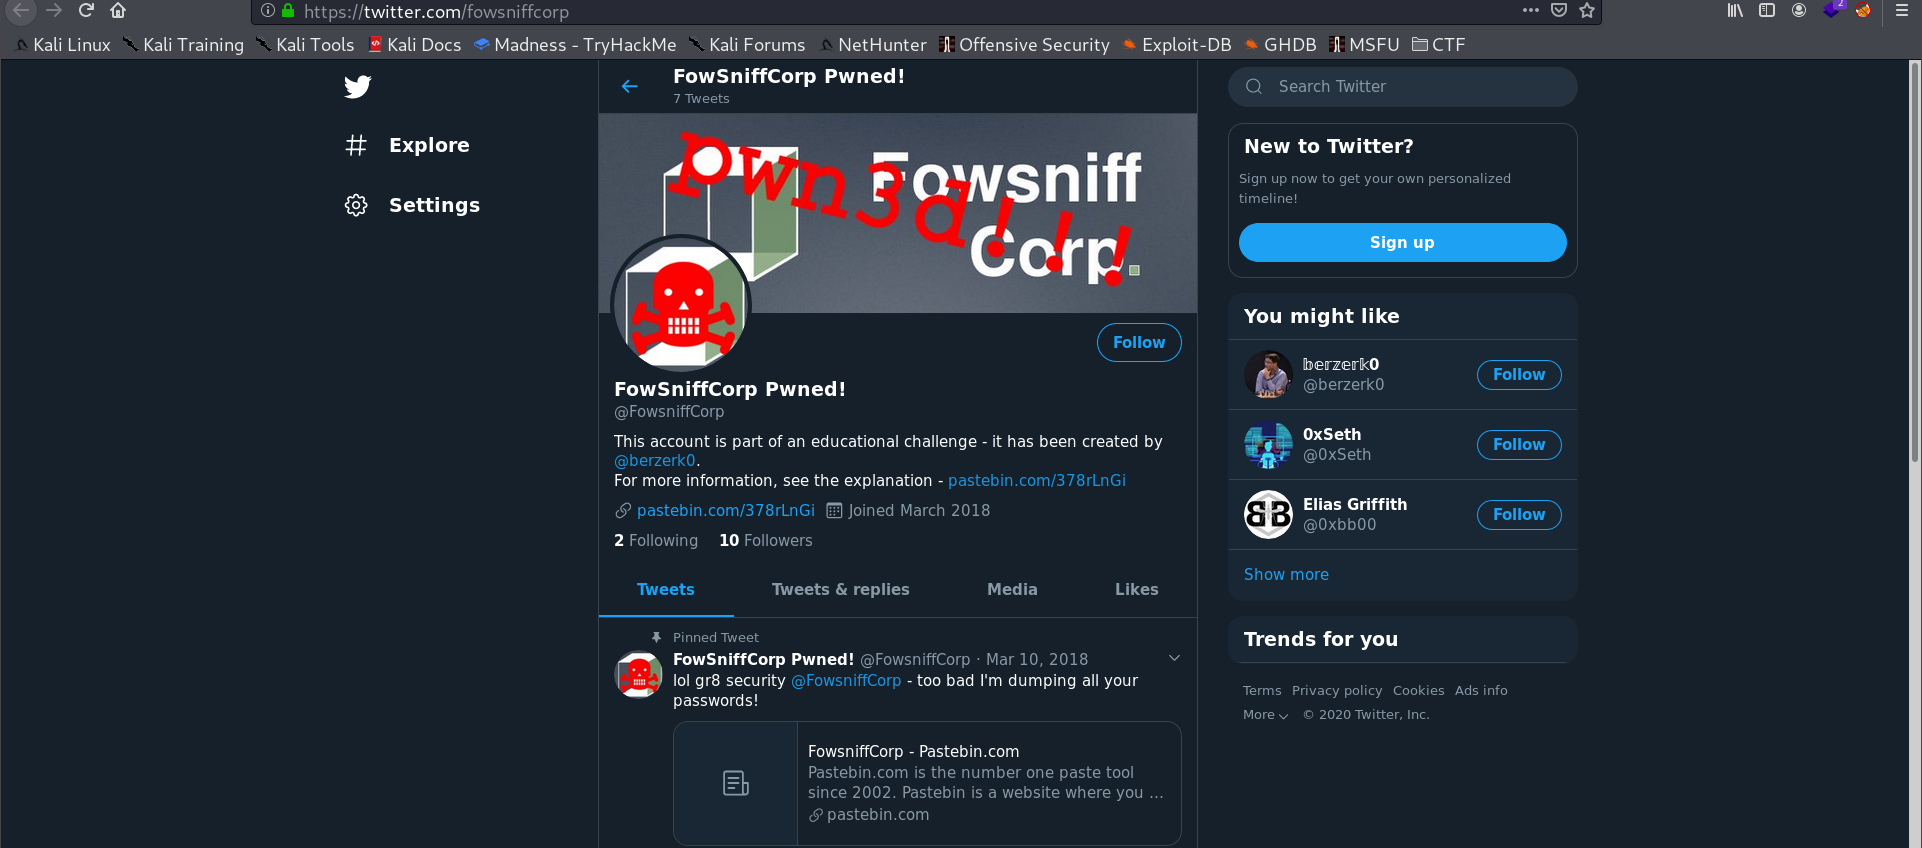 https://twitter.com/fowsniffcorp
2
Kali Linux Kali Training Kali Tools Kali Docs Madness - TryHackMe Kali Forums NetHunter Offensive Security Exploit-DB GHDB MSFU CTF
Explore
Settings
FowSniffCorp Pwned!
7 Tweets
Fowsniff
Corp.
pwn3d!!!
Follow
FowSniffCorp Pwned!
@FowsniffCorp
This account is part of an educational challenge - it has been created by
@berzerk0.
For more information, see the explanation - pastebin.com/378rLnGi
pastebin.com/378rLnGi Joined March 2018
2 Following 10 Followers
Tweets Tweets & replies Media Likes
Pinned Tweet
FowSniffCorp Pwned! @FowsniffCorp · Mar 10, 2018
lol gr8 security @FowsniffCorp - too bad I'm dumping all your
passwords!
FowsniffCorp - Pastebin.com
Pastebin.com is the number one paste tool
since 2002. Pastebin is a website where you ...
pastebin.com
Search Twitter
New to Twitter?
Sign up now to get your own personalized
timeline!
Sign up
You might like
𝕓𝕖𝕣𝕫𝕖𝕣𝕜0
@berzerk0
Follow
0xSeth
@0xSeth
Follow
BB
Elias Griffith
@0xbb00
Follow
Show more
Trends for you
Terms Privacy policy Cookies Ads info
More © 2020 Twitter, Inc.